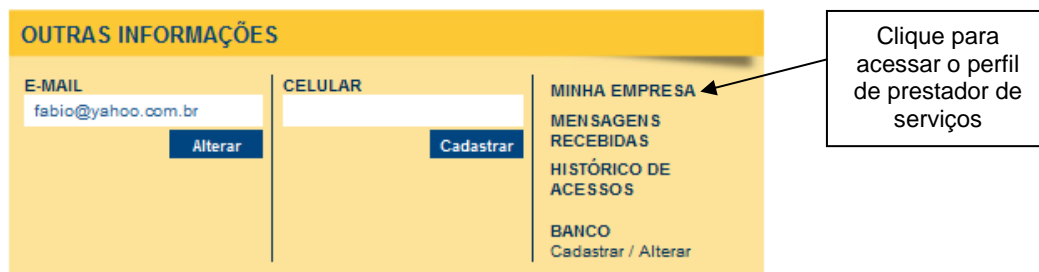 OUTRAS INFORMAÇÕES
E-MAIL
fabio@yahoo.com.br
Alterar
CELULAR
Cadastrar
MINHA EMPRESA
MENSAGENS
RECEBIDAS
HISTÓRICO DE
ACESSOS
BANCO
Cadastrar / Alterar
Clique para
acessar o perfil
de prestador de
serviços